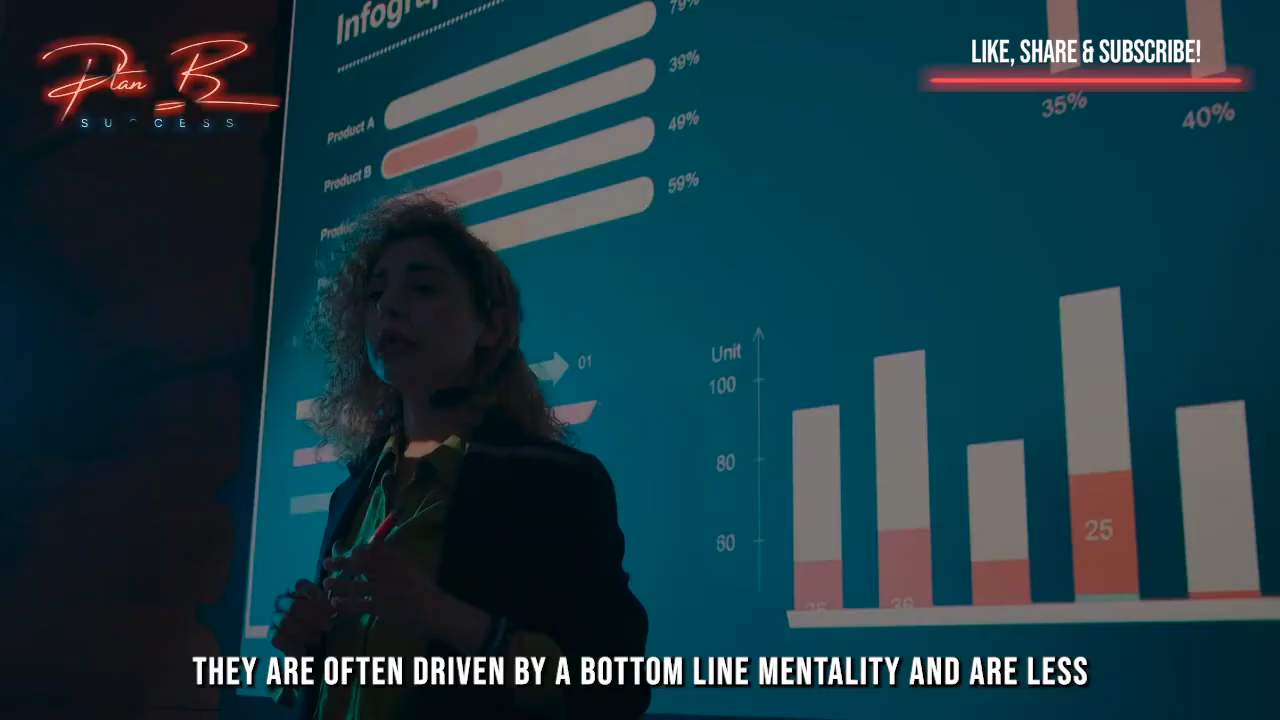 Plan B
SUCCESS
LIKE, SHARE & SUBSCRIBE!
79%
Product A
39%
Product B
49%
59%
35%
40%
01
Unit
100
80
60
25
36
THEY ARE OFTEN DRIVEN BY A BOTTOM LINE MENTALITY AND ARE LESS